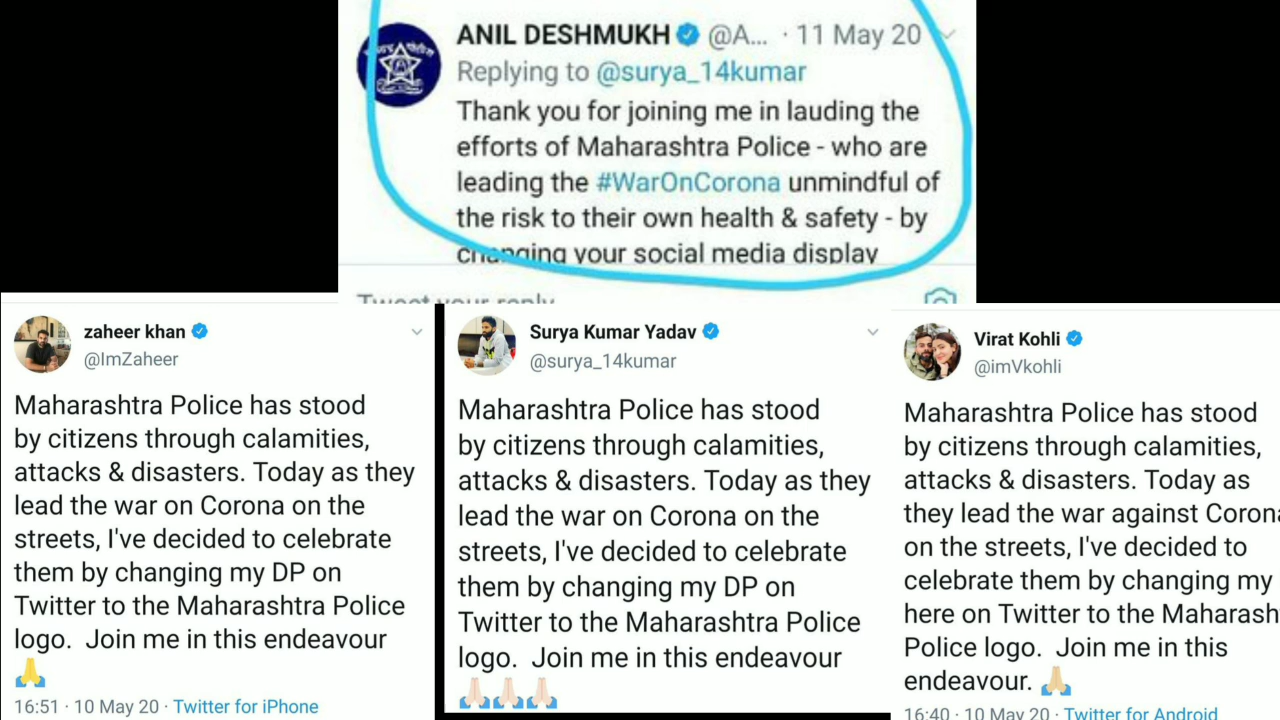 ANIL DESHMUKH @A... · 11 May 20
Replying to @surya_14kumar
Thank you for joining me in lauding the
efforts of Maharashtra Police - who are
leading the #WarOnCorona unmindful of
the risk to their own health & safety - by
changing your social media display
Tweet your reply
zaheer khan
@ImZaheer
Maharashtra Police has stood
by citizens through calamities,
attacks & disasters. Today as they
lead the war on Corona on the
streets, I've decided to celebrate
them by changing my DP on
Twitter to the Maharashtra Police
logo. Join me in this endeavour
🙏
16:51 · 10 May 20 · Twitter for iPhone
Surya Kumar Yadav
@surya_14kumar
Maharashtra Police has stood
by citizens through calamities,
attacks & disasters. Today as they
lead the war on Corona on the
streets, I've decided to celebrate
them by changing my DP on
Twitter to the Maharashtra Police
logo. Join me in this endeavour
🙏🏻🙏🏻🙏🏻
Virat Kohli
@imVkohli
Maharashtra Police has stood
by citizens through calamities,
attacks & disasters. Today as
they lead the war against Corona
on the streets, I've decided to
celebrate them by changing my
here on Twitter to the Maharash
Police logo. Join me in this
endeavour. 🙏🏼
16:40 · 10 May 20 · Twitter for Android